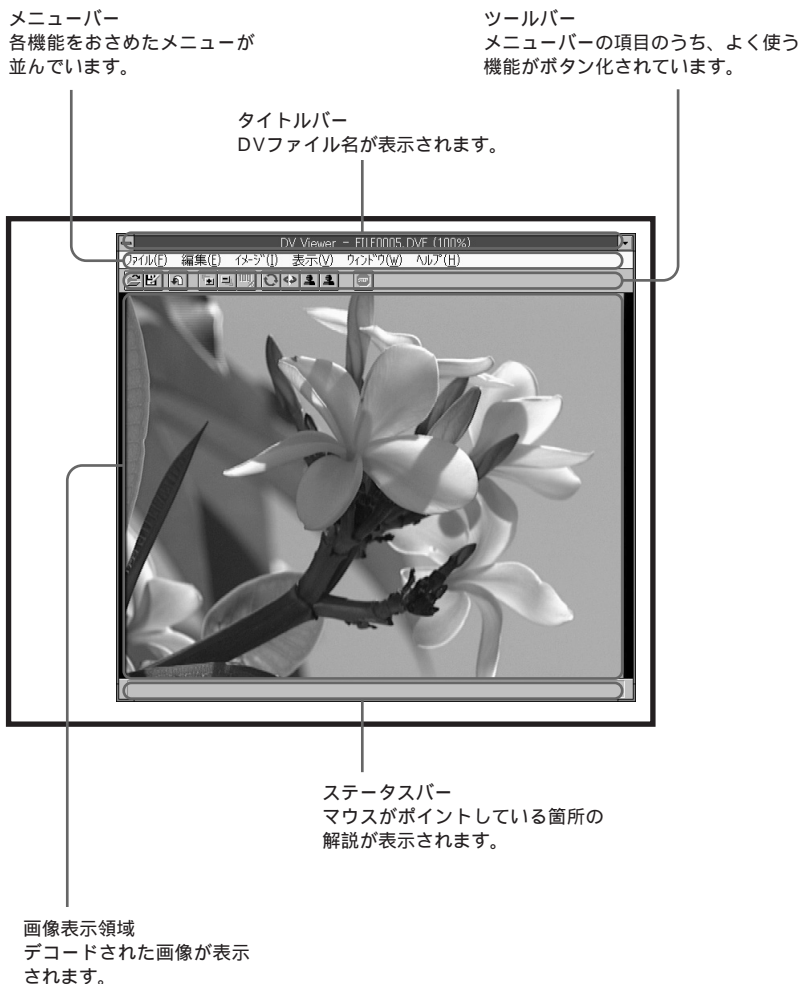 メニューバー
各機能をおさめたメニューが
並んでいます。
ツールバー
メニューバーの項目のうち、よく使う
機能がボタン化されています。
タイトルバー
DVファイル名が表示されます。
DV Viewer - FILE0005.DVF (100%)
ファイル(F) 編集(E) イメージ(I) 表示(V) ウィンドウ(W) ヘルプ(H)
ステータスバー
マウスがポイントしている箇所の
解説が表示されます。
画像表示領域
デコードされた画像が表示
されます。